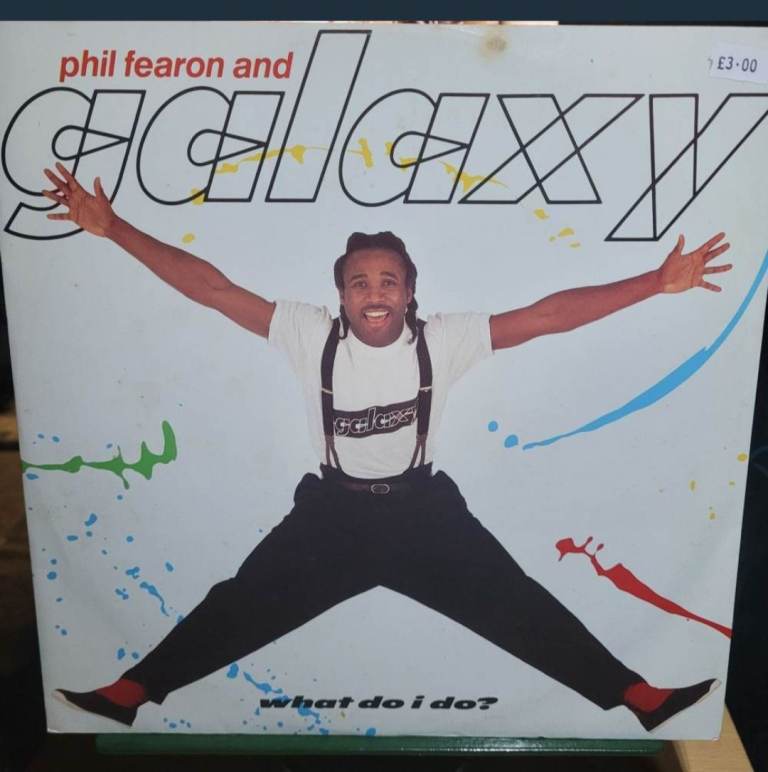 phil fearon and
£3.00
galaxy
galaxy
what do i do?